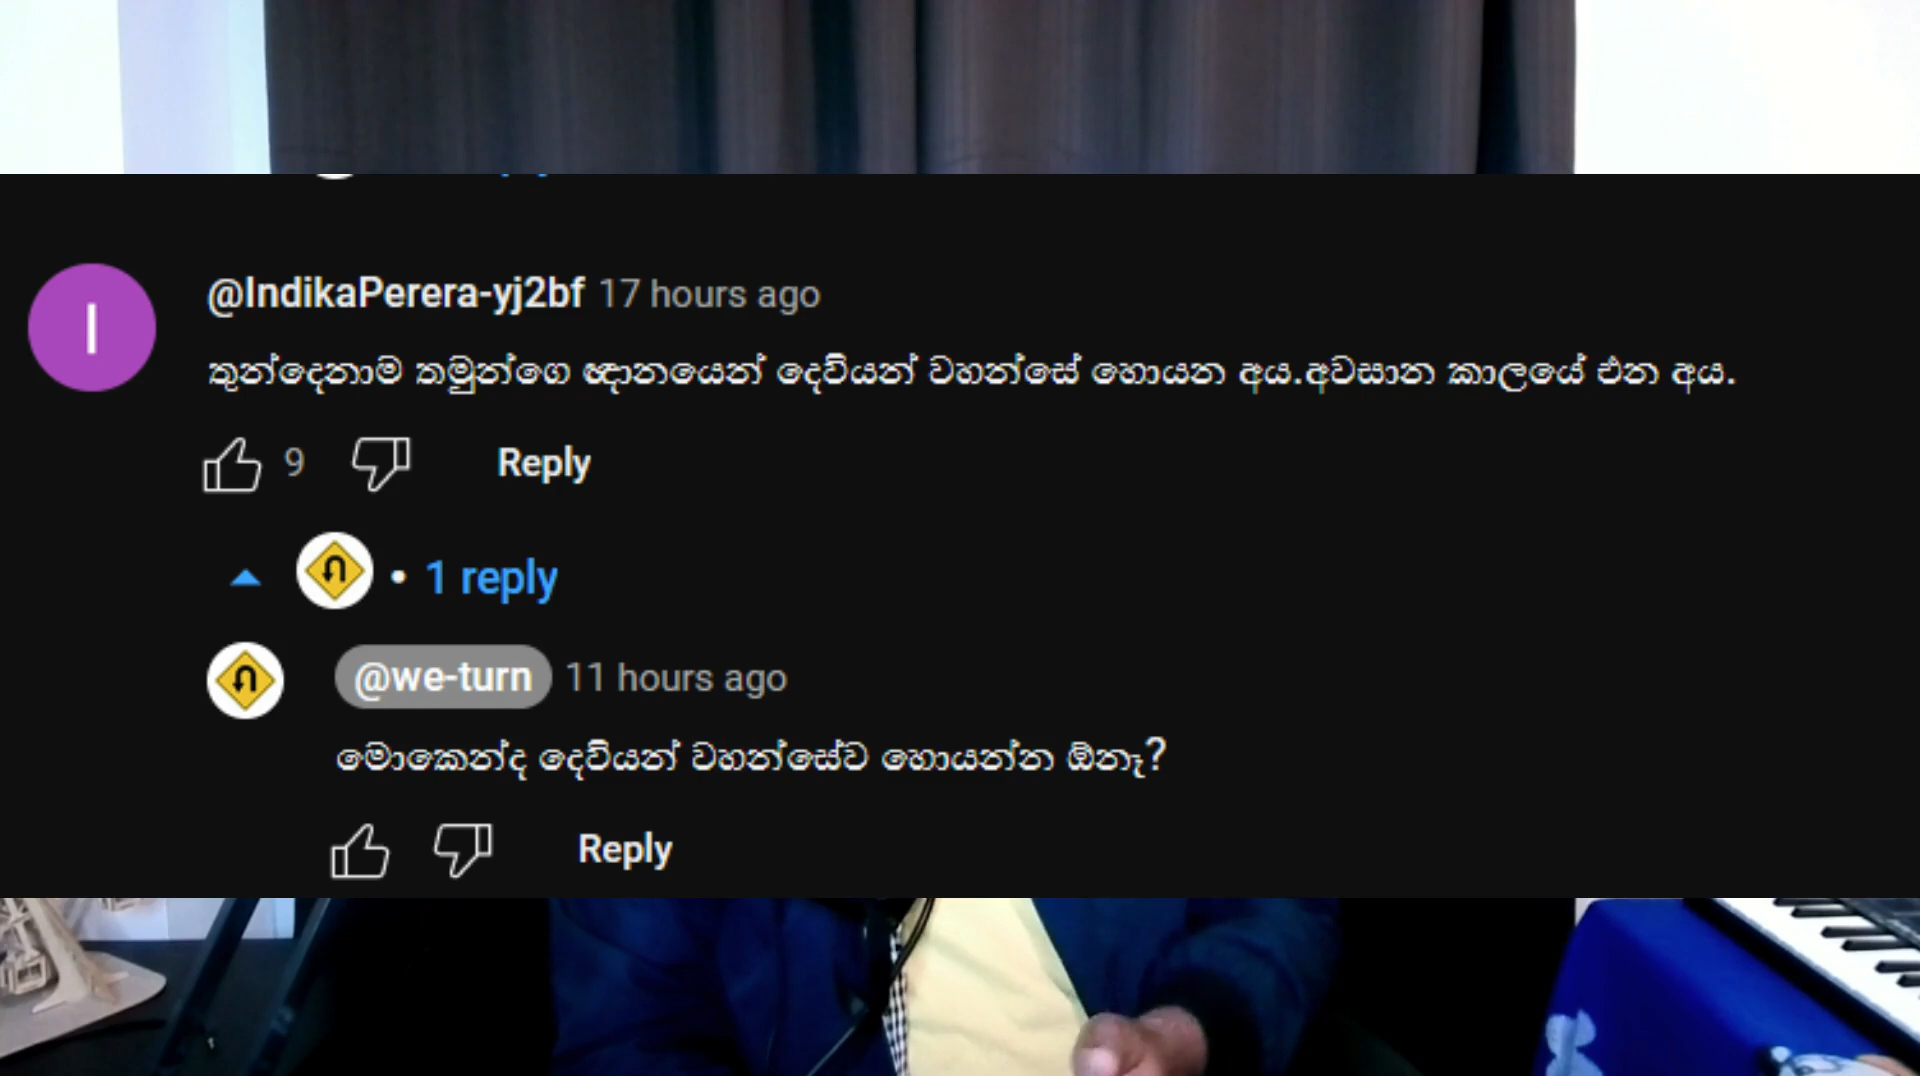 @IndikaPerera-yj2bf 17 hours ago
තුන්දෙනාම තමුන්ගෙ ඥානයෙන් දෙවියන් වහන්සේ හොයන අය.අවසාන කාලයේ එන අය.
9 Reply
• 1 reply
@we-turn 11 hours ago
මොකෙන්ද දෙවියන් වහන්සේව හොයන්න ඕනෑ?
Reply